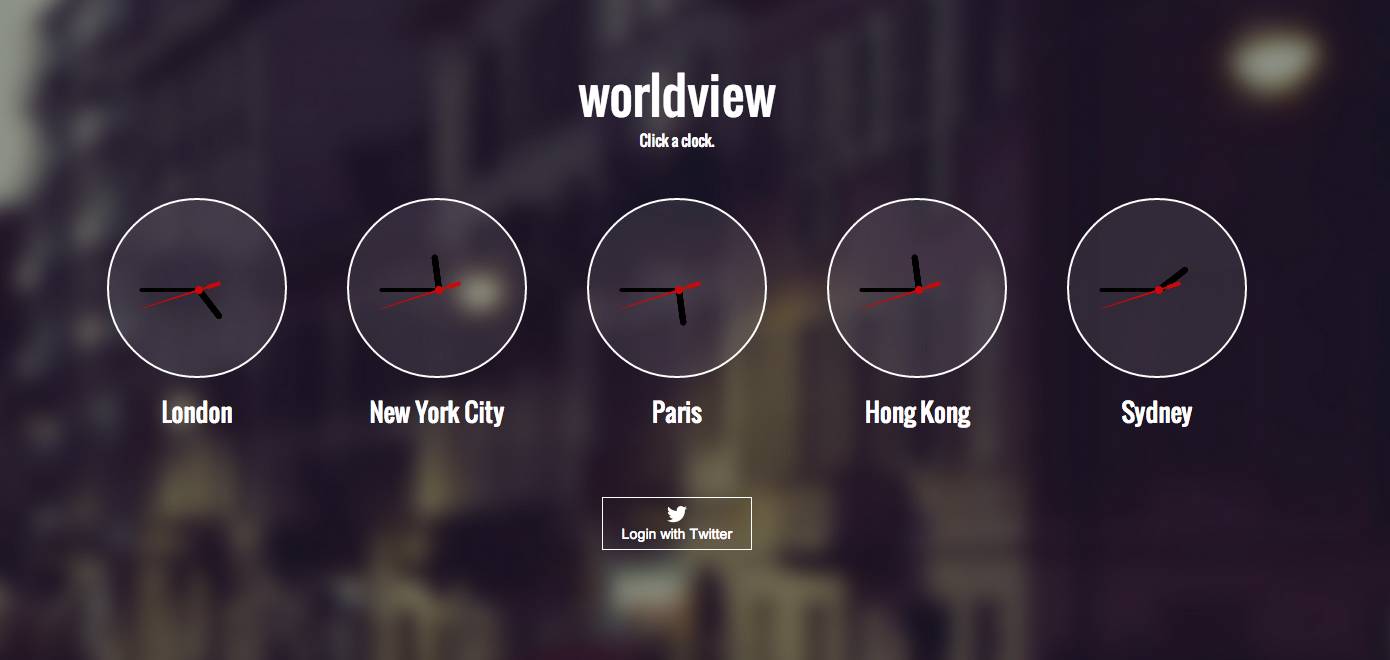 worldview
Click a clock.
London
New York City
Paris
Hong Kong
Sydney
Login with Twitter